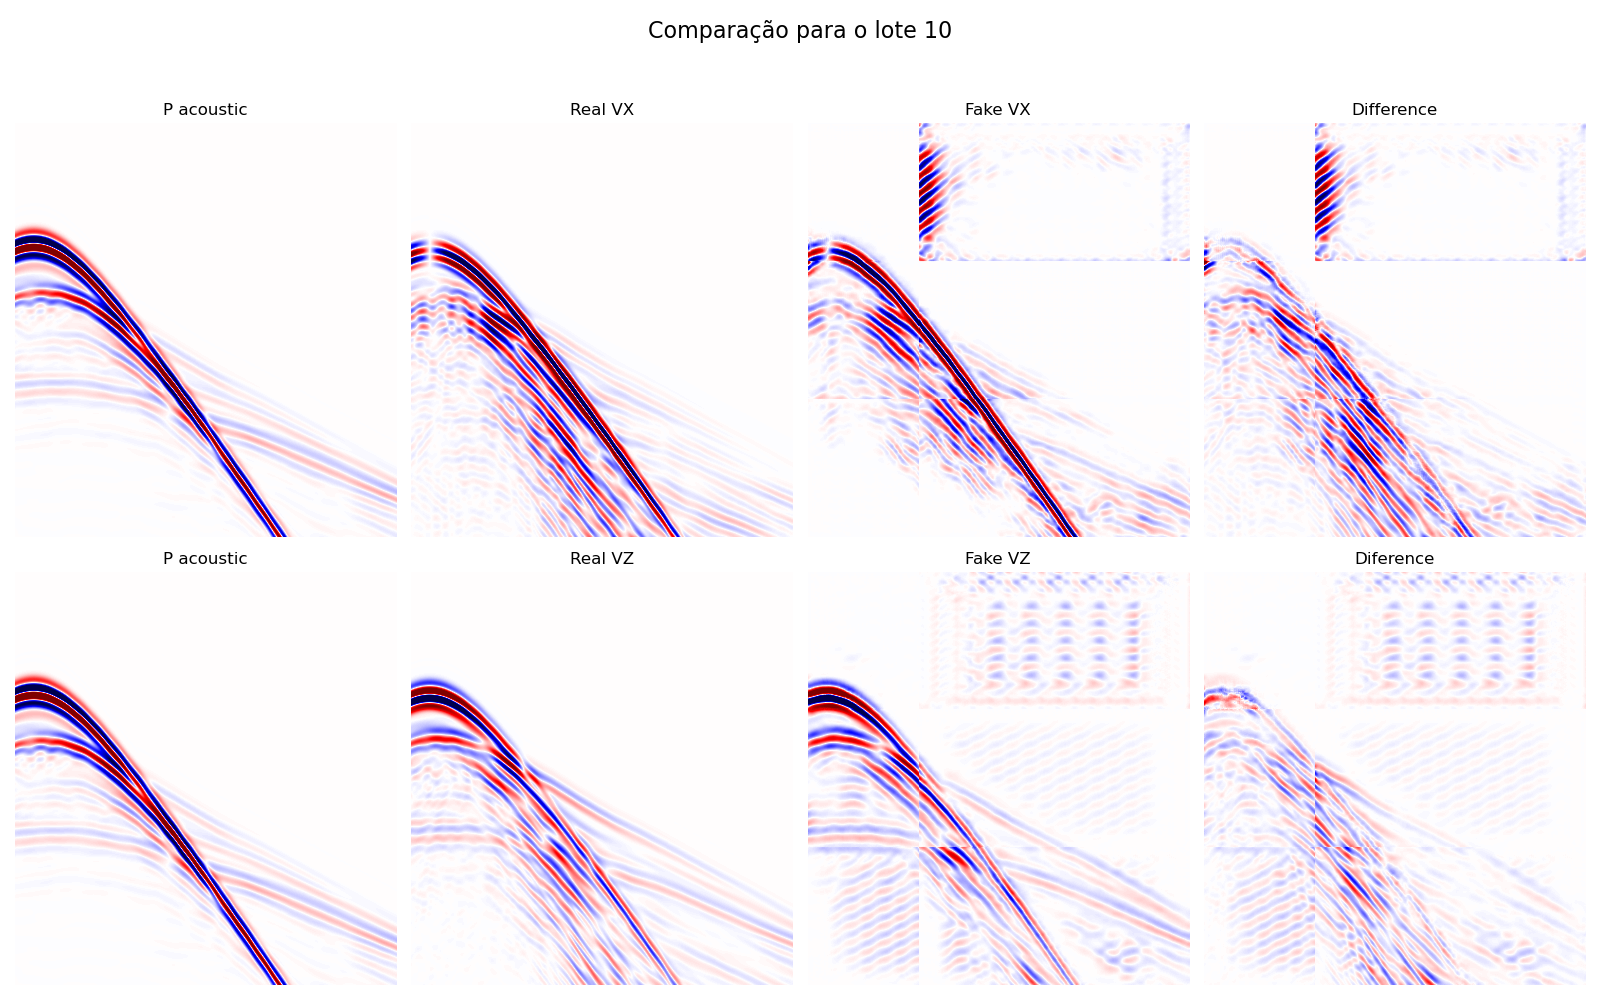 Comparação para o lote 10
P acoustic
Real VX
Fake VX
Difference
P acoustic
Real VZ
Fake VZ
Diference